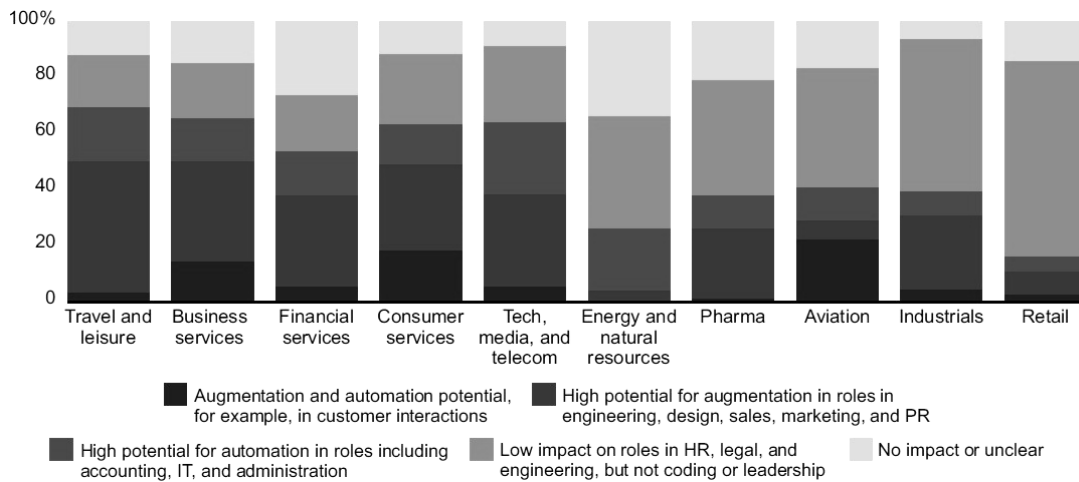 100%
80
60
40
20
0
Travel and
leisure
Business
services
Financial
services
Consumer
services
Tech,
media, and
telecom
Energy and
natural
resources
Pharma
Aviation
Industrials
Retail
Augmentation and automation potential,
for example, in customer interactions
High potential for augmentation in roles in
engineering, design, sales, marketing, and PR
High potential for automation in roles including
accounting, IT, and administration
Low impact on roles in HR, legal, and
engineering, but not coding or leadership
No impact or unclear